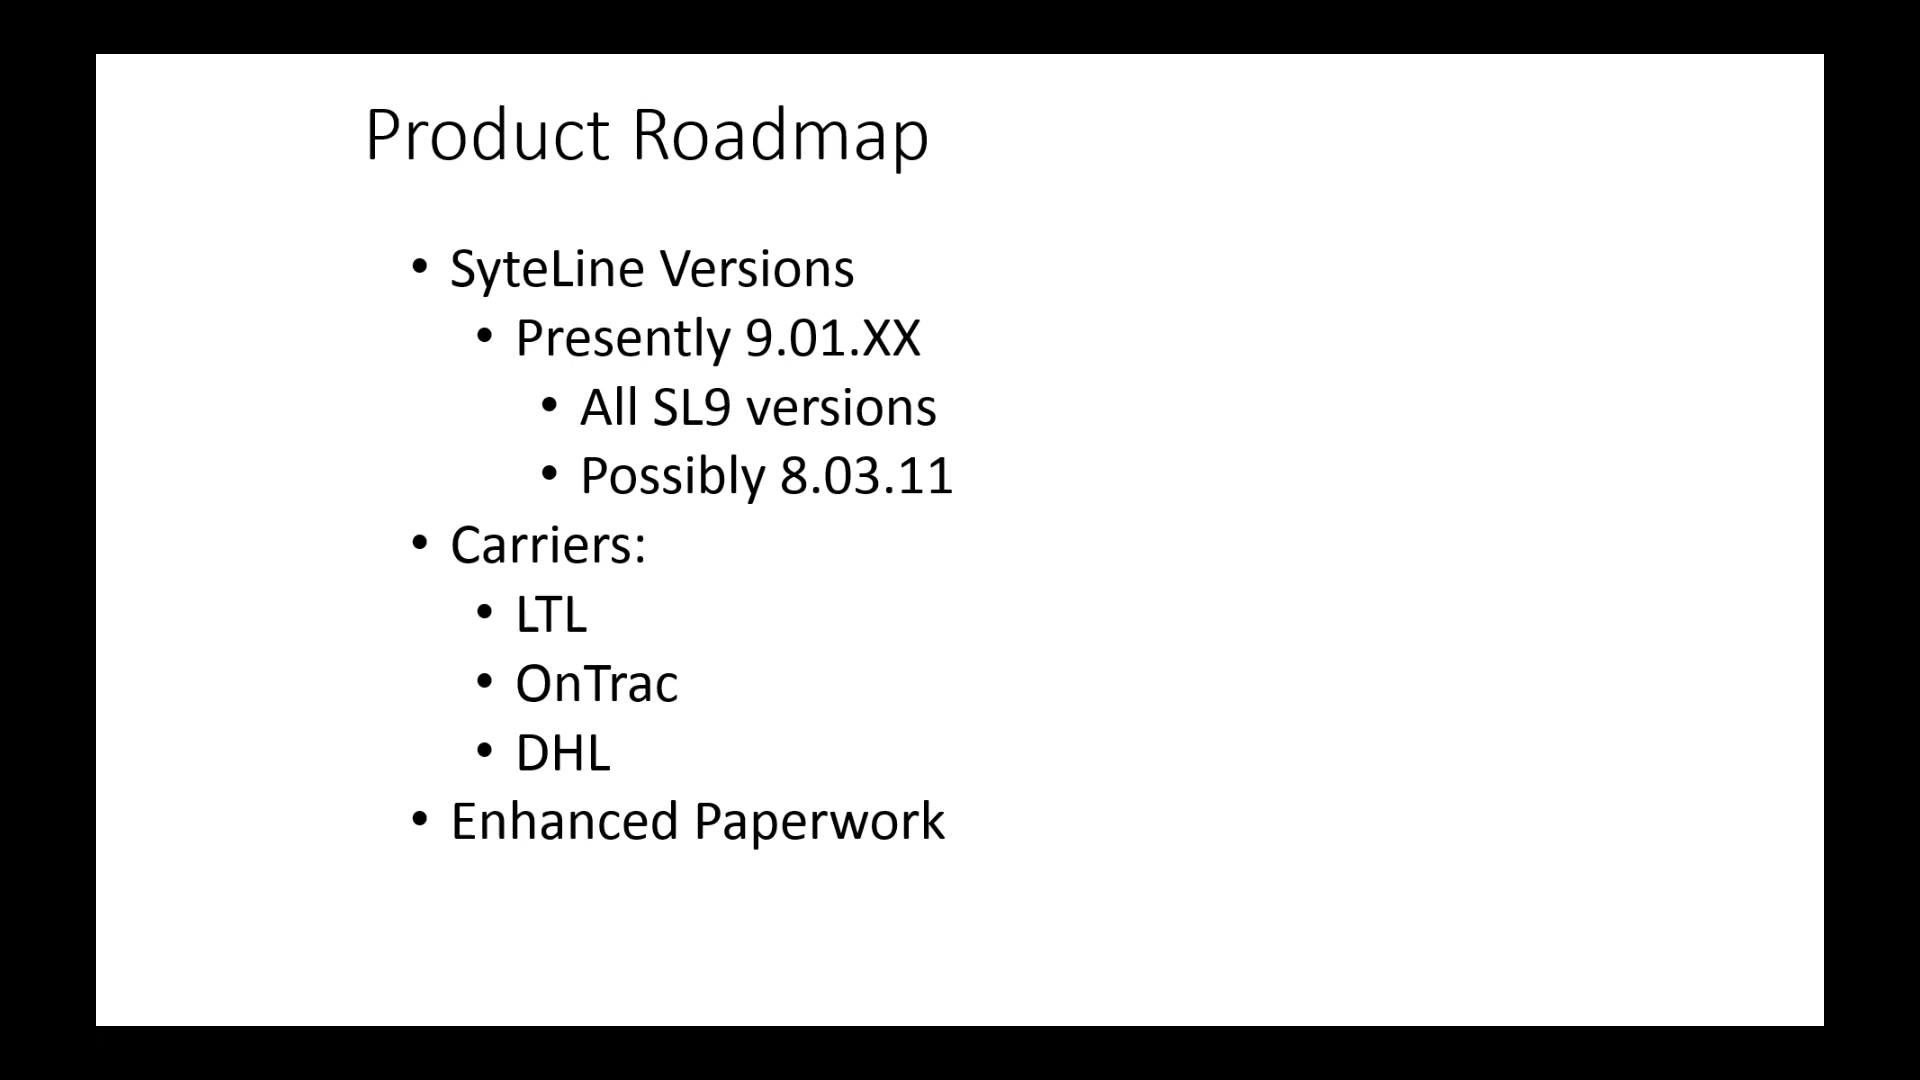 Product Roadmap
• SyteLine Versions
• Presently 9.01.XX
• All SL9 versions
• Possibly 8.03.11
• Carriers:
• LTL
• OnTrac
• DHL
• Enhanced Paperwork